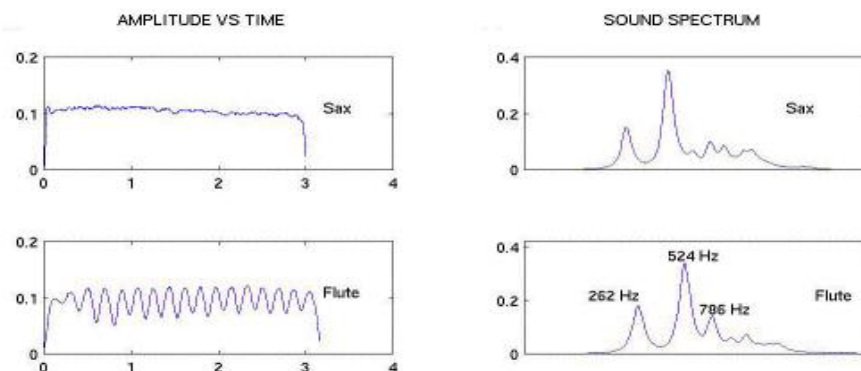 AMPLITUDE VS TIME
SOUND SPECTRUM
0.2
0.1
0
0 1 2 3 4
Sax
0.4
0.2
0
Sax
0.2
0.1
0
0 1 2 3 4
Flute
0.4
0.2
0
262 Hz
524 Hz
786 Hz
Flute